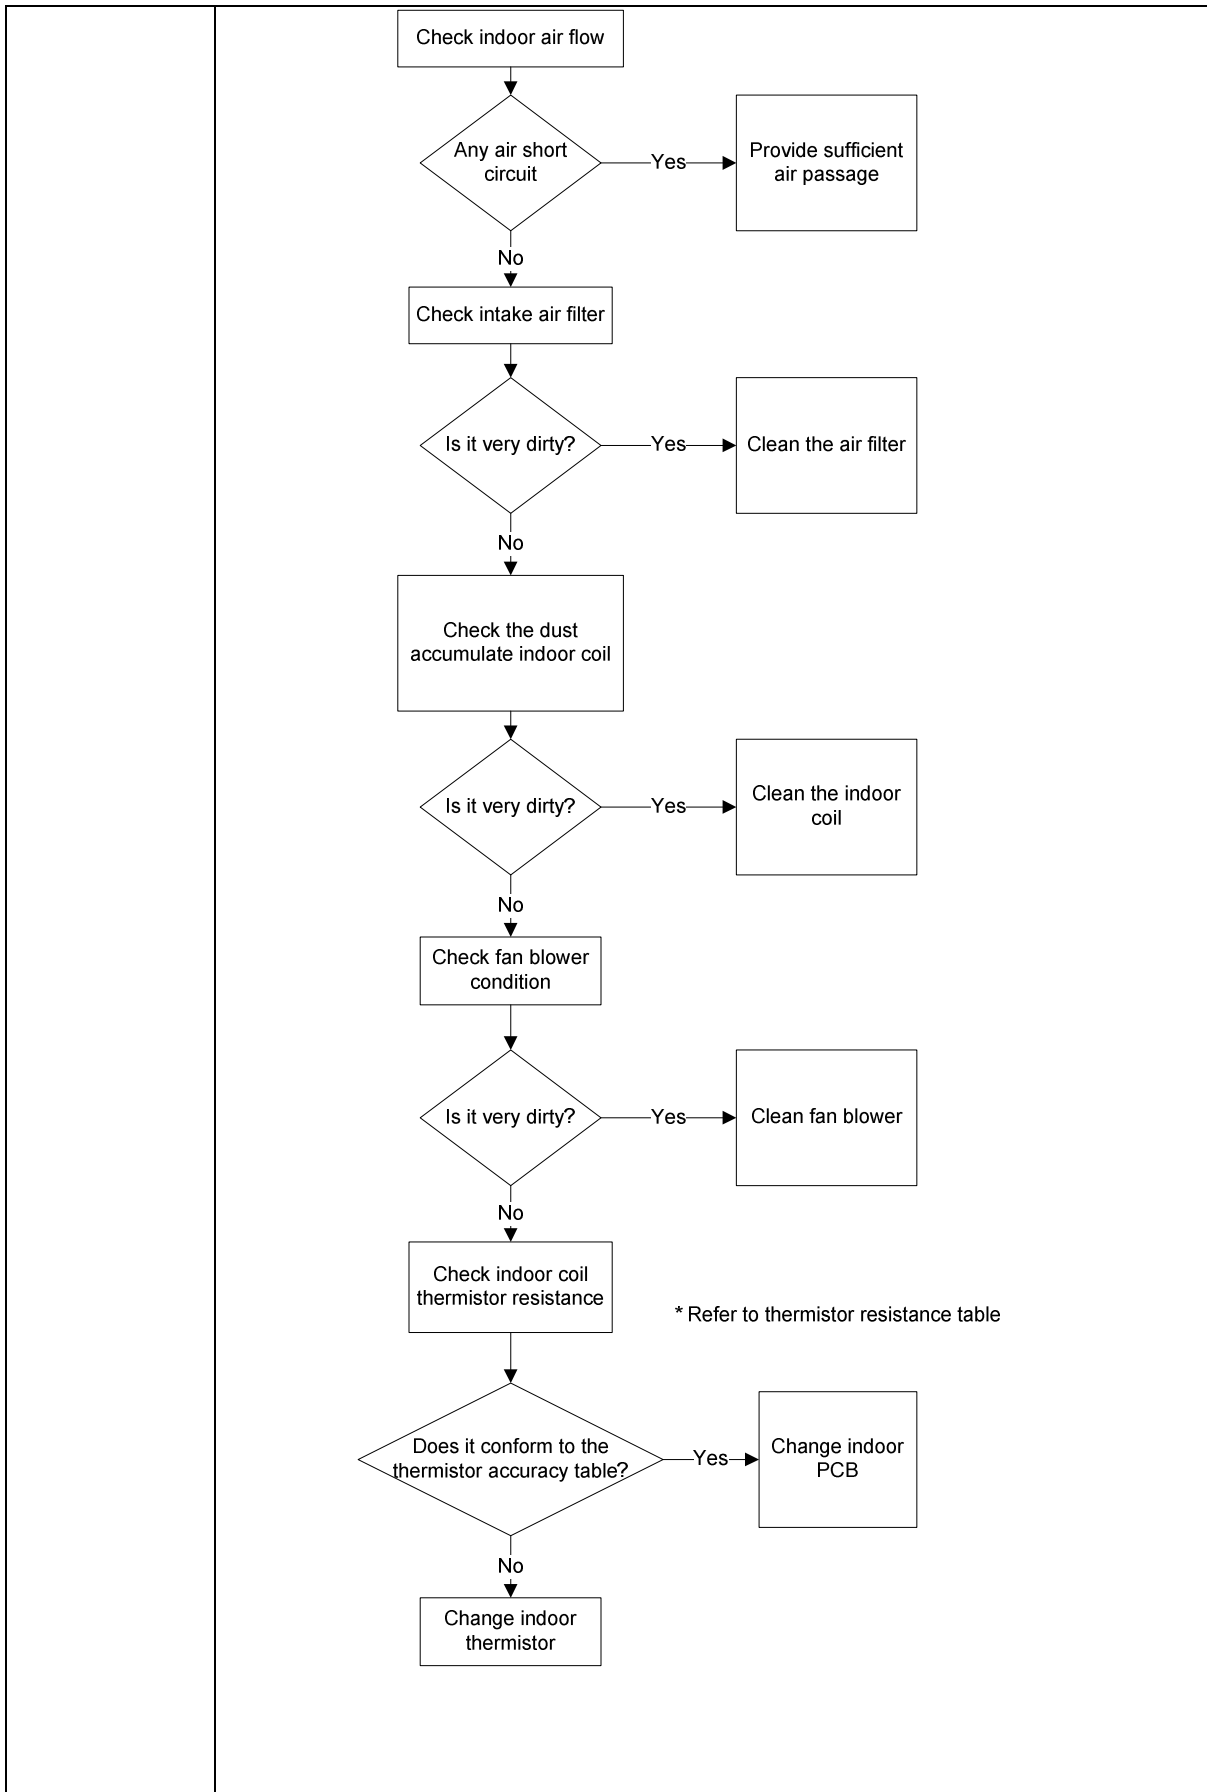 Check indoor air flow
Any air short
circuit
Yes
Provide sufficient
air passage
No
Check intake air filter
Is it very dirty?
Yes
Clean the air filter
No
Check the dust
accumulate indoor coil
Is it very dirty?
Yes
Clean the indoor
coil
No
Check fan blower
condition
Is it very dirty?
Yes
Clean fan blower
No
Check indoor coil
thermistor resistance
* Refer to thermistor resistance table
Does it conform to the
thermistor accuracy table?
Yes
Change indoor
PCB
No
Change indoor
thermistor